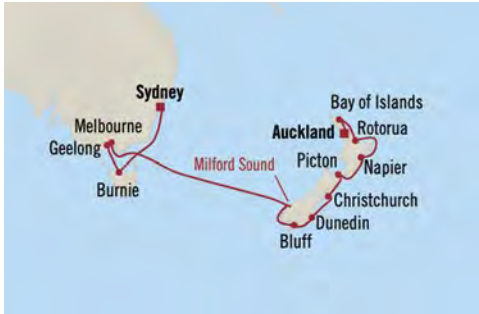 Sydney
Bay of Islands
Melbourne
Auckland
Rotorua
Geelong
Milford Sound
Picton
Napier
Burnie
Christchurch
Dunedin
Bluff